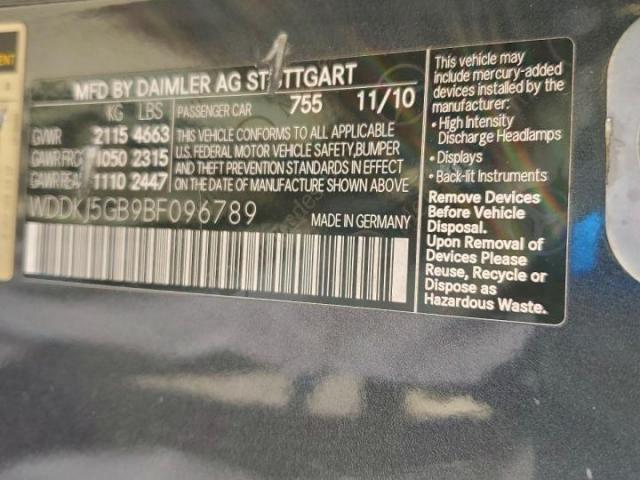 MFD BY DAIMLER AG STUTTGART
KG LBS
PASSENGER CAR 755 11/10
GVWR 2115 4663
GAWR FRO 1050 2315
GAWR REA 1110 2447
THIS VEHICLE CONFORMS TO ALL APPLICABLE
U.S. FEDERAL MOTOR VEHICLE SAFETY,BUMPER
AND THEFT PREVENTION STANDARDS IN EFFECT
ON THE DATE OF MANUFACTURE SHOWN ABOVE
WDDKJ5GB9BF096789
MADE IN GERMANY
This vehicle may
include mercury-added
devices installed by the
manufacturer:
• High Intensity
Discharge Headlamps
• Displays
• Back-lit Instruments
Remove Devices
Before Vehicle
Disposal.
Upon Removal of
Devices Please
Reuse, Recycle or
Dispose as
Hazardous Waste.